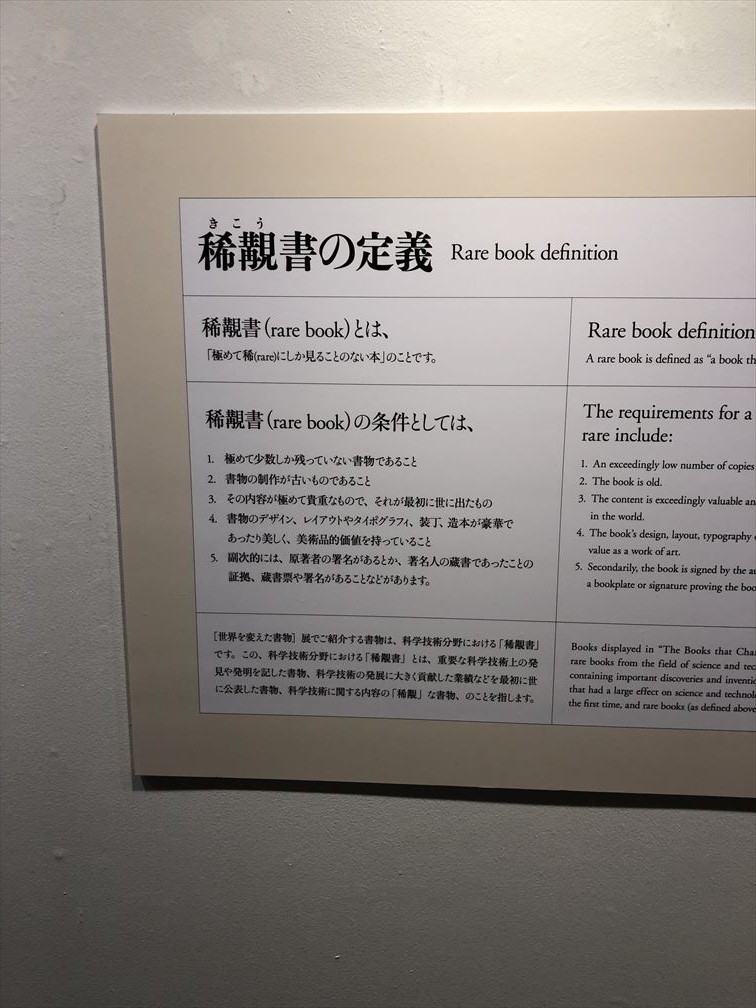 きこう
稀覯書の定義 Rare book definition
稀覯書(rare book)とは、
「極めて稀(rare)にしか見ることのない本」のことです。
稀覯書(rare book)の条件としては、
1. 極めて少数しか残っていない書物であること
2. 書物の制作が古いものであること
3. その内容が極めて貴重なもので、それが最初に世に出たもの
4. 書物のデザイン、レイアウトやタイポグラフィ、装丁、造本が豪華で
あったり美しく、美術品的価値を持っていること
5. 副次的には、原著者の署名があるとか、著名人の蔵書であったことの
証拠、蔵書票や署名があることなどがあります。
[世界を変えた書物]展でご紹介する書物は、科学技術分野における「稀覯書」
です。この、科学技術分野における「稀覯書」とは、重要な科学技術上の発
見や発明を記した書物、科学技術の発展に大きく貢献した業績などを最初に世
に公表した書物、科学技術に関する内容の「稀覯」な書物、のことを指します。
Rare book definition
A rare book is defined as “a book th
The requirements for a
rare include:
1. An exceedingly low number of copies
2. The book is old.
3. The content is exceedingly valuable an
in the world.
4. The book’s design, layout, typography
value as a work of art.
5. Secondarily, the book is signed by the au
a bookplate or signature proving the boo
Books displayed in “The Books that Cha
rare books from the field of science and tec
containing important discoveries and inventio
that had a large effect on science and technolo
the first time, and rare books (as defined above